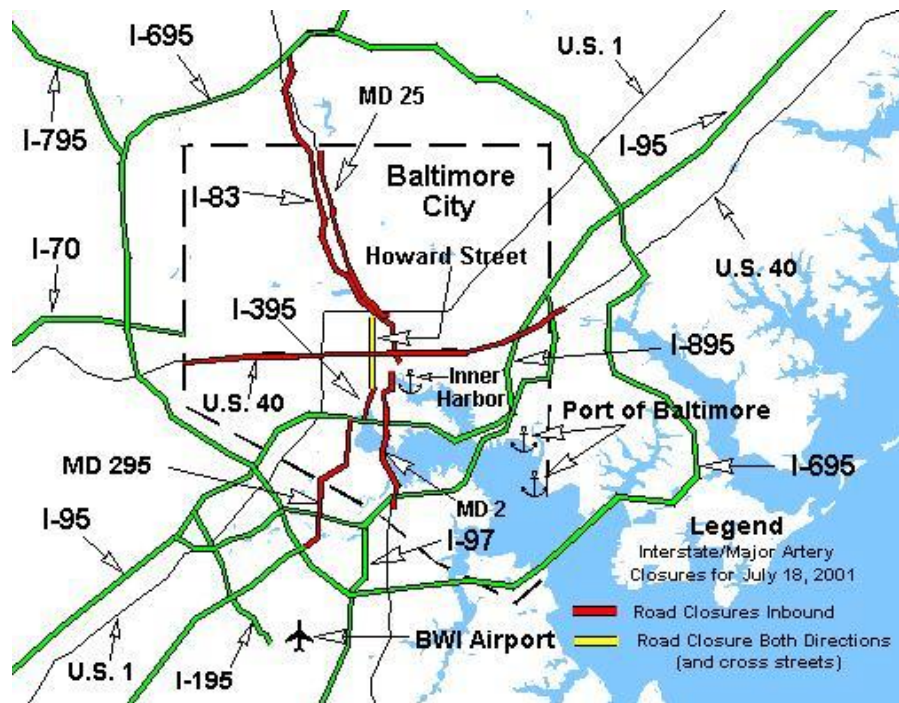 I-695
U.S. 1
I-795
MD 25
I-95
Baltimore
City
I-83
Howard Street
I-70
U.S. 40
I-395
I-895
Inner
Harbor
U.S. 40
Port of Baltimore
MD 295
I-695
I-95
MD 2
I-97
Legend
Interstate/Major Artery
Closures for July 18, 2001
Road Closures Inbound
BWI Airport
Road Closure Both Directions
(and cross streets)
U.S. 1
I-195